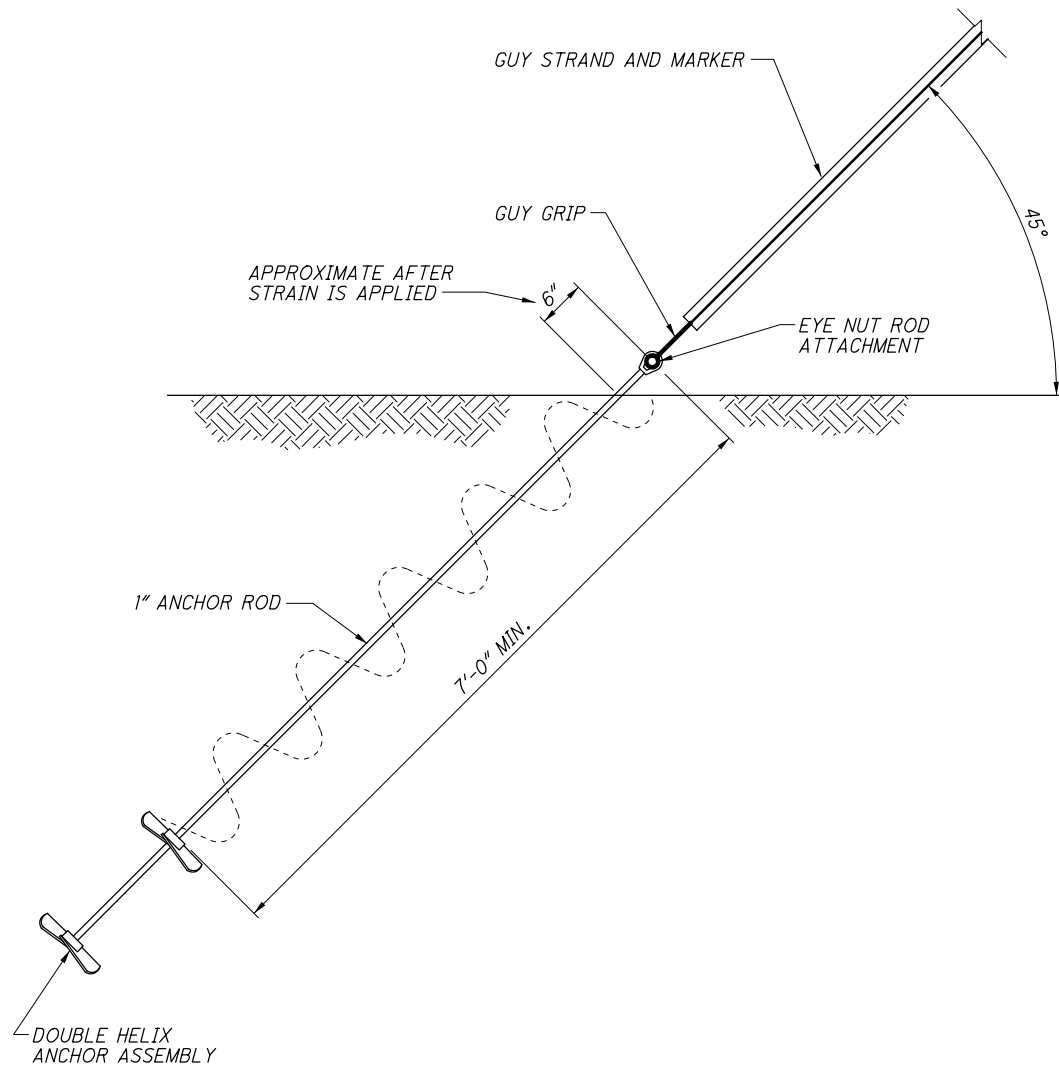 GUY STRAND AND MARKER
45°
GUY GRIP
APPROXIMATE AFTER
STRAIN IS APPLIED
6"
EYE NUT ROD
ATTACHMENT
1" ANCHOR ROD
7'-0" MIN.
DOUBLE HELIX
ANCHOR ASSEMBLY